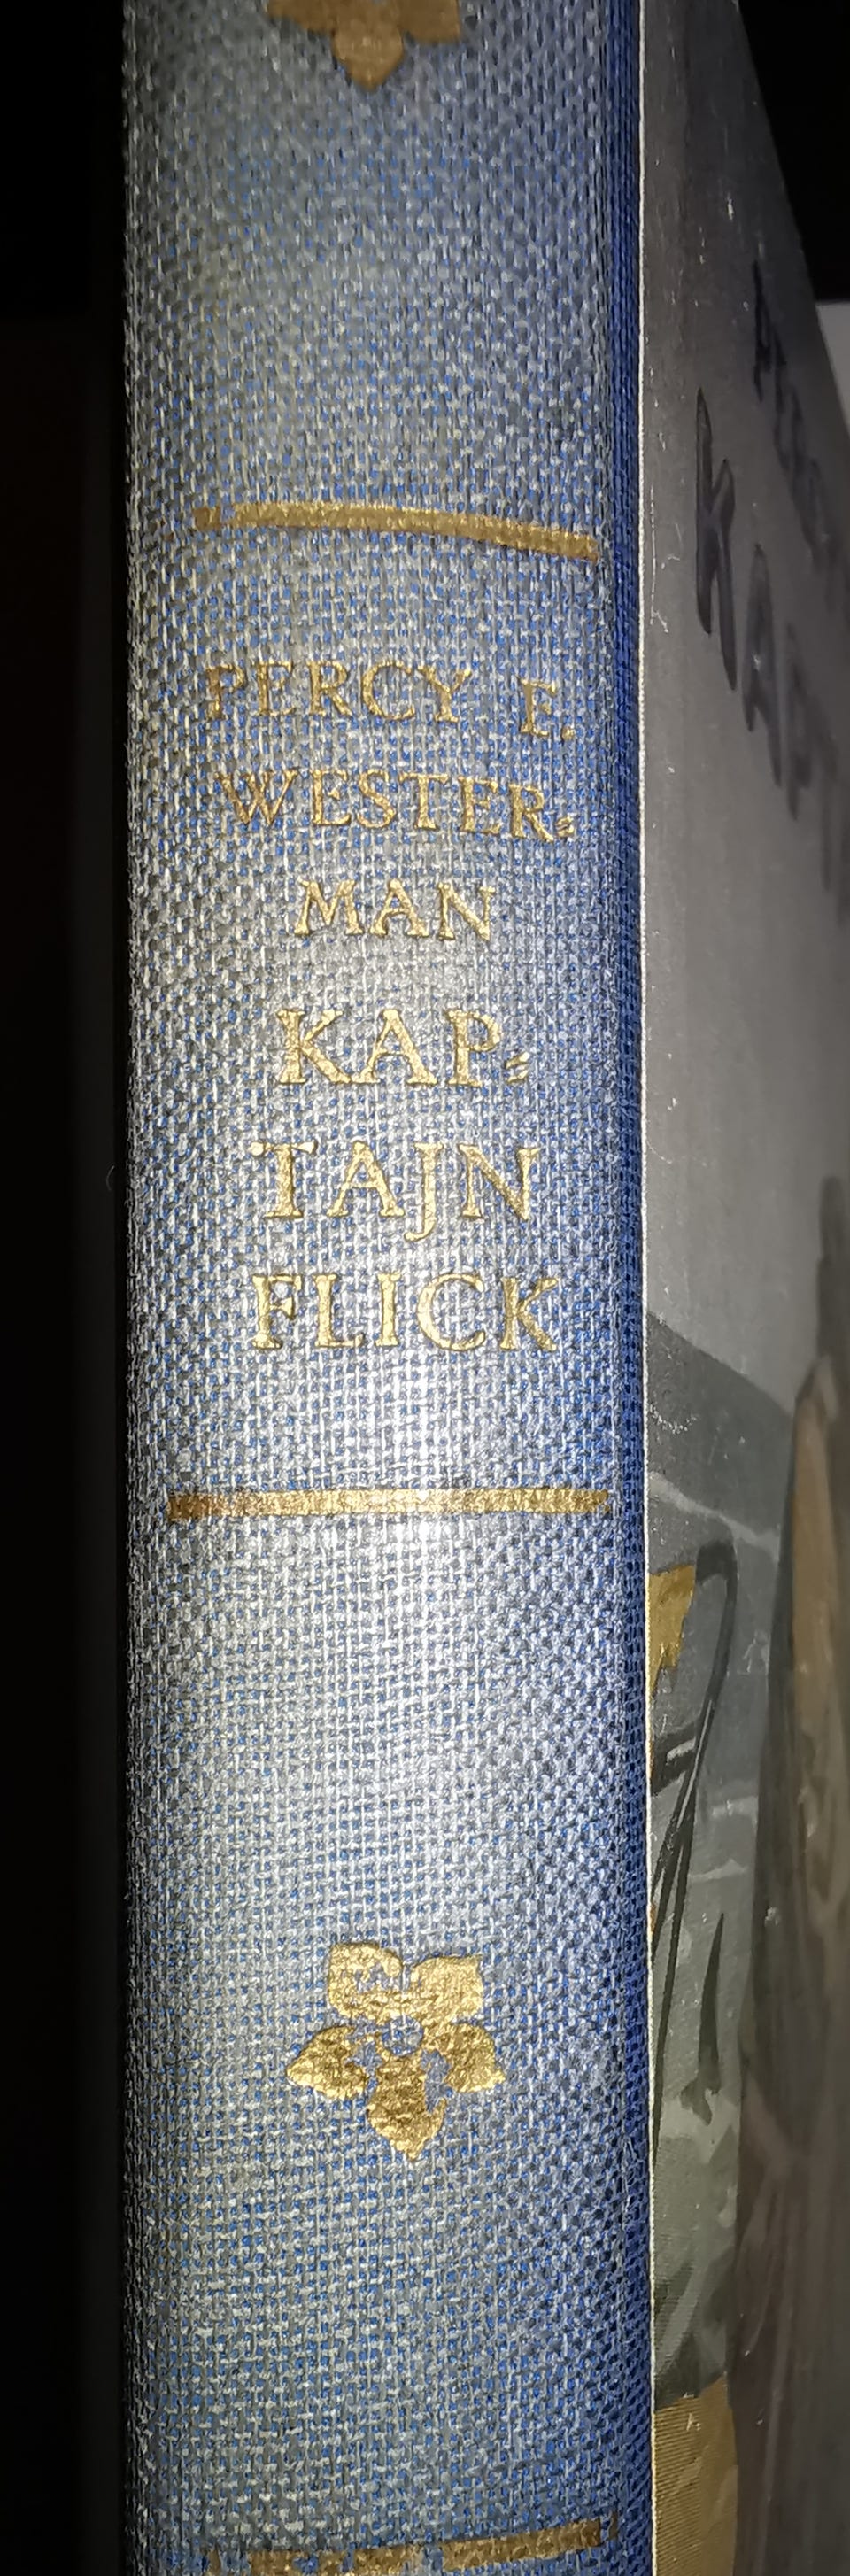 PERCY E.
WESTER=
MAN
KAP=
TAJN
FLICK